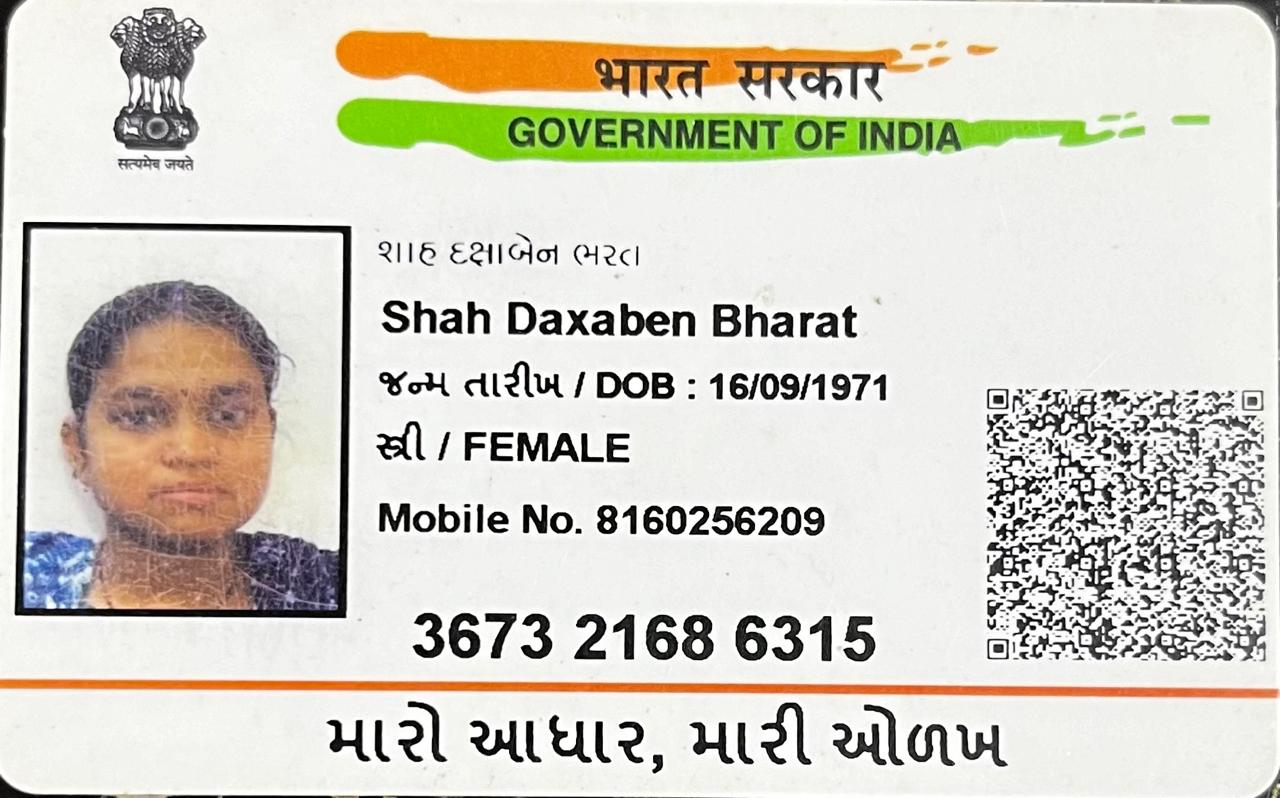 भारत सरकार
GOVERNMENT OF INDIA
सत्यमेव जयते
શાહ દક્ષાબેન ભરત
Shah Daxaben Bharat
જન્મ તારીખ / DOB : 16/09/1971
સ્ત્રી / FEMALE
Mobile No. 8160256209
3673 2168 6315
મારો આધાર, મારી ઓળખ